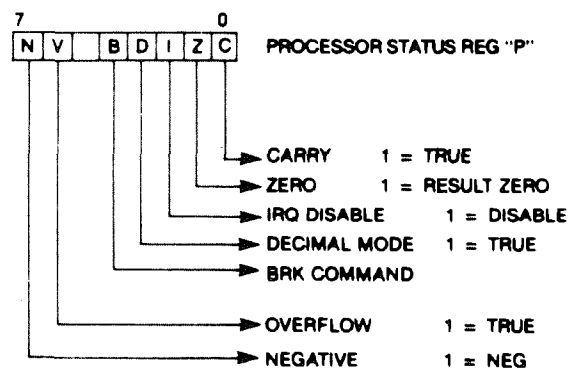 7 0
N V B D I Z C PROCESSOR STATUS REG "P"
CARRY 1 = TRUE
ZERO 1 = RESULT ZERO
IRQ DISABLE 1 = DISABLE
DECIMAL MODE 1 = TRUE
BRK COMMAND
OVERFLOW 1 = TRUE
NEGATIVE 1 = NEG